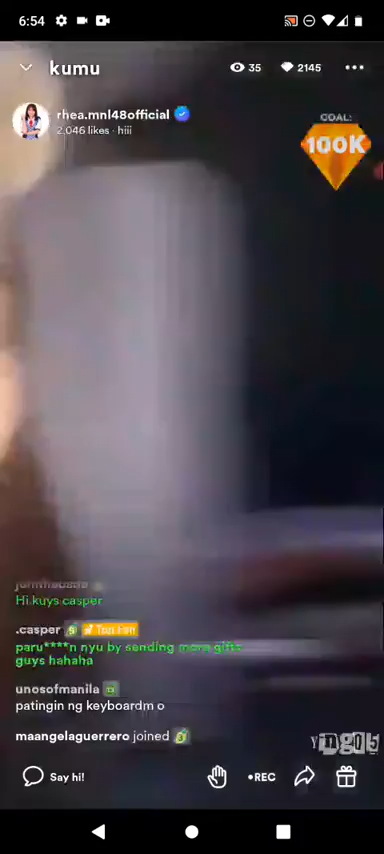 6:54
kumu
35
2145
rhea.mnl48official
2,046 likes · hiii
GOAL:
100K
Hi kuys casper
.casper Top Fan
paru****n nyu by sending more gifts
guys hahaha
unosofmanila
patingin ng keyboardm o
maangelaguerrero joined
Say hi!
•REC